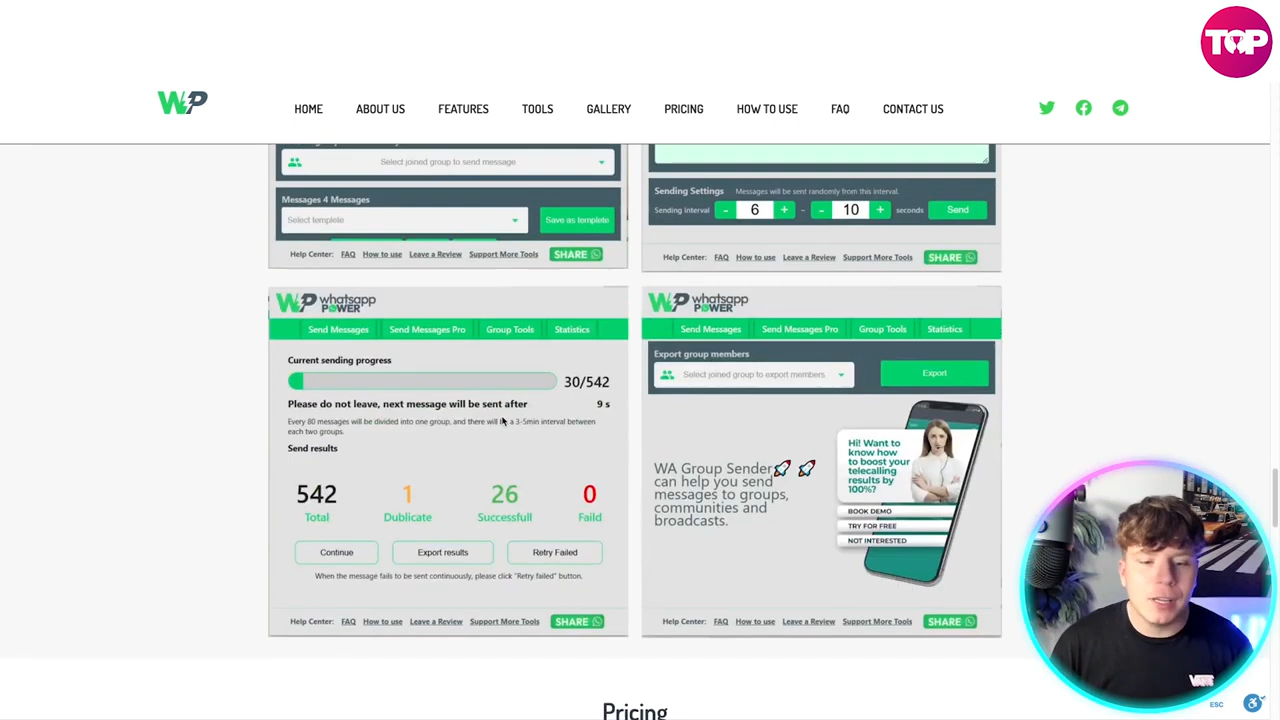 TOP
WP
HOME
ABOUT US
FEATURES
TOOLS
GALLERY
PRICING
HOW TO USE
FAQ
CONTACT US
Select joined group to send message
Messages 4 Messages
Select templete
Save as templete
Help Center: FAQ How to use Leave a Review Support More Tools SHARE
Sending Settings Messages will be sent randomly from this interval.
Sending Interval - 6 + - - 10 + seconds Send
Help Center: FAQ How to use Leave a Review Support More Tools SHARE
WP whatsapp
POWER
Send Messages Send Messages Pro Group Tools Statistics
Current sending progress
30/542
Please do not leave, next message will be sent after 9 s
Every 80 messages will be divided into one group, and there will be a 3-5min interval between
each two groups.
Send results
542 1 26 0
Total Dublicate Successfull Faild
Continue Export results Retry Failed
When the message fails to be sent continuously, please click "Retry failed" button.
Help Center: FAQ How to use Leave a Review Support More Tools SHARE
WP whatsapp
POWER
Send Messages Send Messages Pro Group Tools Statistics
Export group members
Select joined group to export members Export
WA Group Sender
can help you send
messages to groups,
communities and
broadcasts.
Hi! Want to
know how
to boost your
telecalling
results by
100%?
BOOK DEMO
TRY FOR FREE
NOT INTERESTED
Help Center: FAQ How to use Leave a Review Support More Tools SHARE
Pricing
VANS
ESC